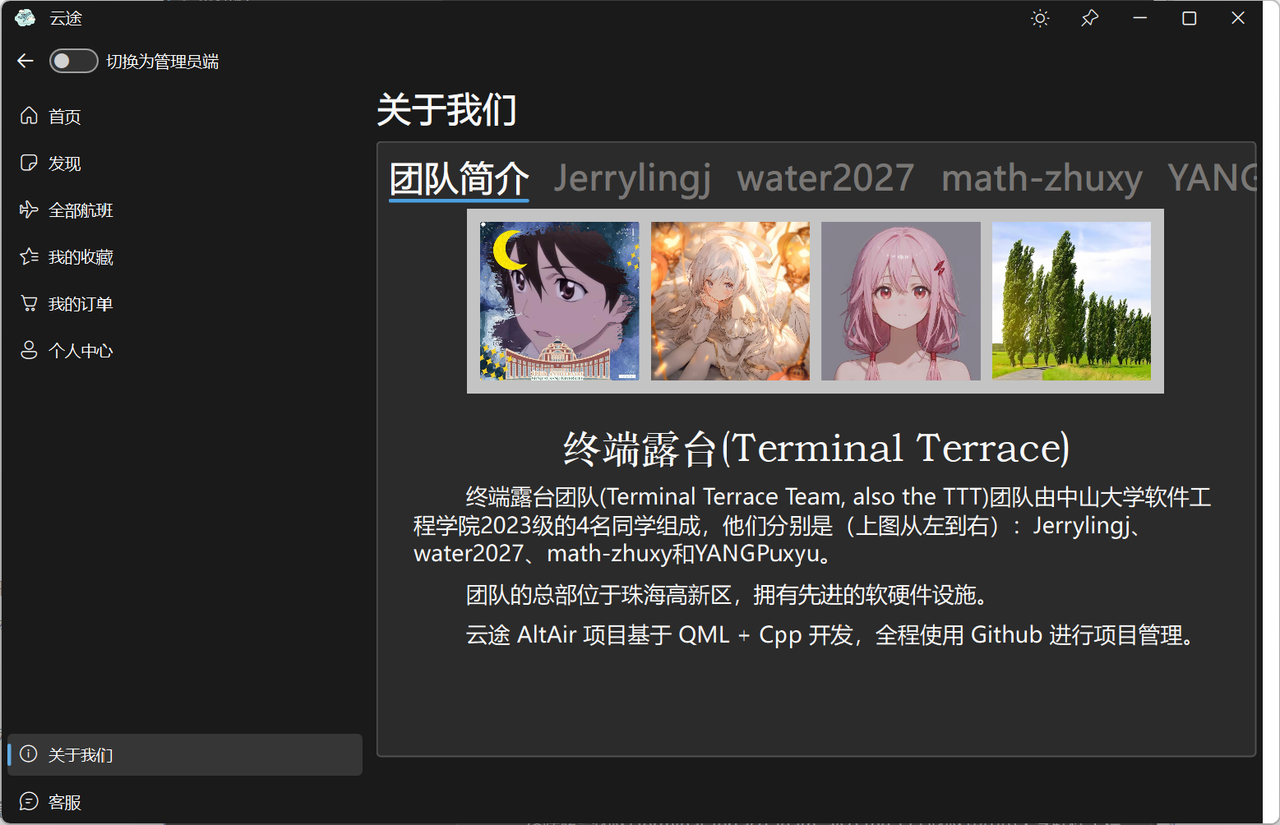 云途
切换为管理员端
首页
发现
全部航班
我的收藏
我的订单
个人中心
关于我们
客服
关于我们
团队简介 Jerrylingj water2027 math-zhuxy YANG
终端露台(Terminal Terrace)
终端露台团队(Terminal Terrace Team, also the TTT)团队由中山大学软件工
程学院2023级的4名同学组成，他们分别是（上图从左到右）：Jerrylingj、
water2027、math-zhuxy和YANGPuxyu。
团队的总部位于珠海高新区，拥有先进的软硬件设施。
云途 AltAir 项目基于 QML + Cpp 开发，全程使用 Github 进行项目管理。